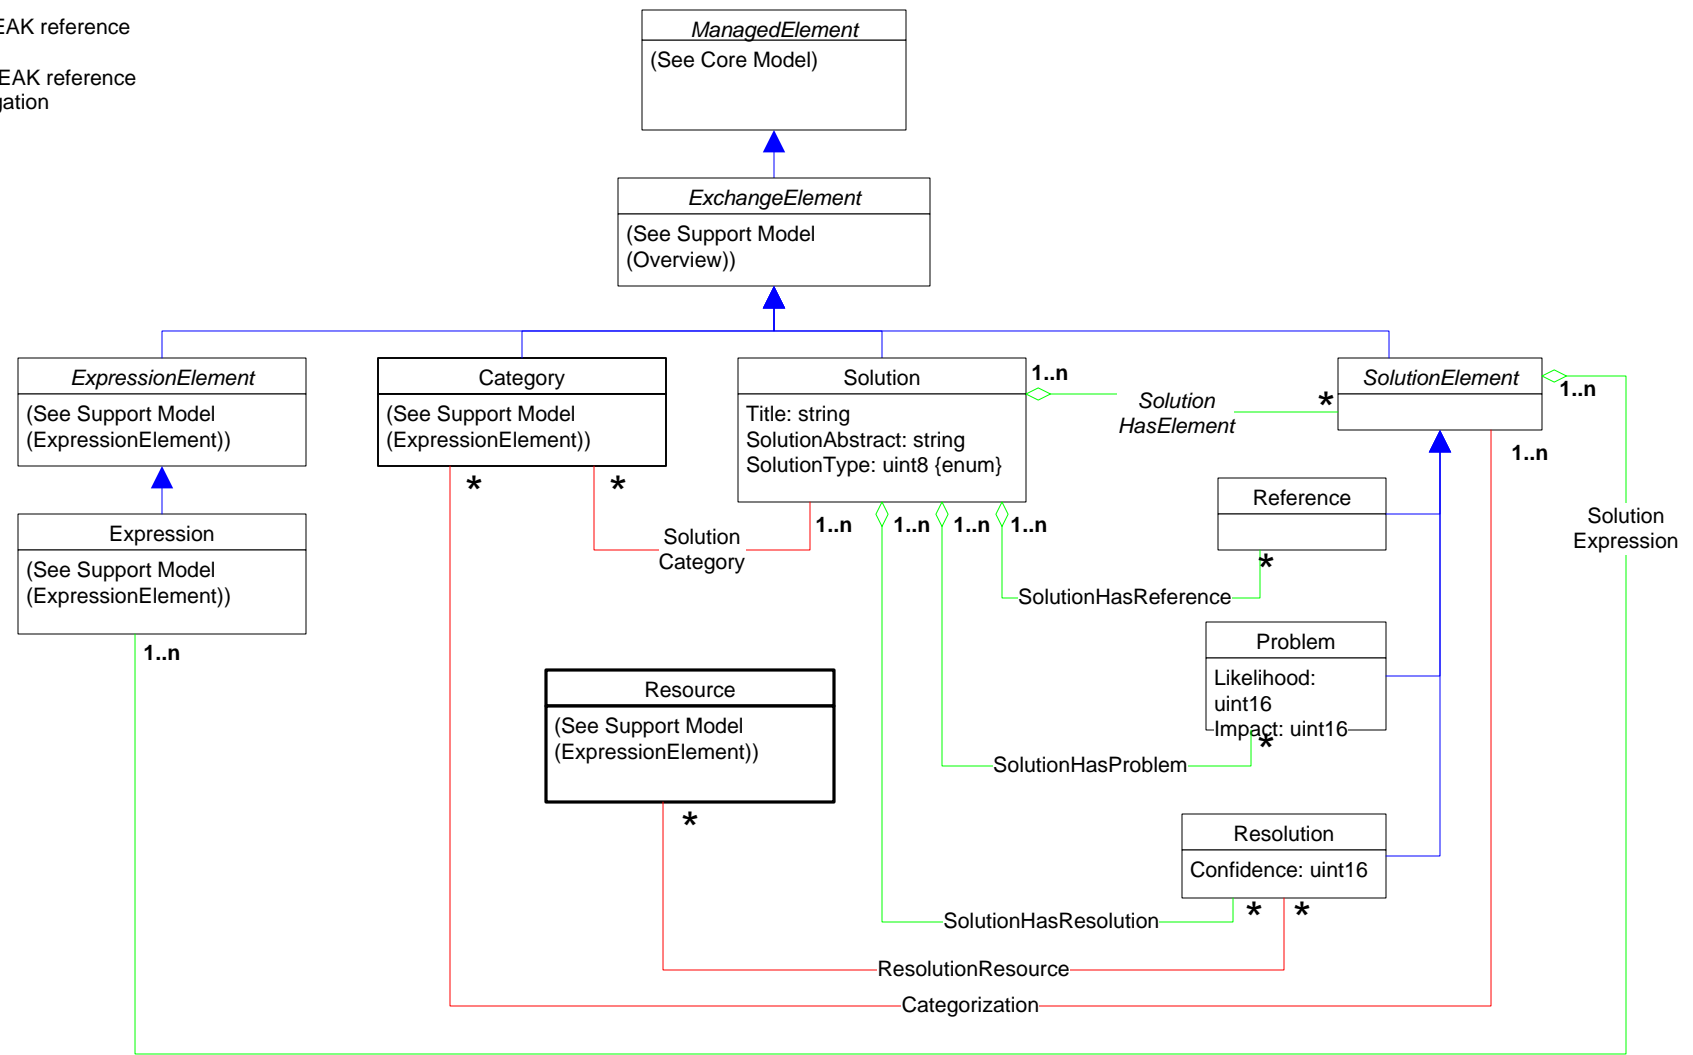 EAK reference
EAK reference
gation
ManagedElement
(See Core Model)
ExchangeElement
(See Support Model
(Overview))
ExpressionElement
(See Support Model
(ExpressionElement))
Category
(See Support Model
(ExpressionElement))
Solution
Title: string
SolutionAbstract: string
SolutionType: uint8 {enum}
1..n
Solution
HasElement
*
SolutionElement
1..n
1..n
*
*
Solution
Category
1..n
1..n
1..n
1..n
Reference
*
SolutionHasReference
Solution
Expression
Expression
(See Support Model
(ExpressionElement))
1..n
Problem
Likelihood:
uint16
Impact: uint16
*
SolutionHasProblem
Resource
(See Support Model
(ExpressionElement))
*
Resolution
Confidence: uint16
*
*
SolutionHasResolution
ResolutionResource
Categorization